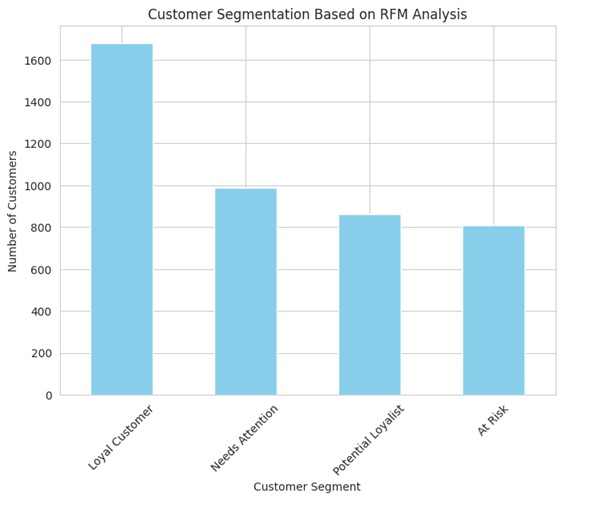 Customer Segmentation Based on RFM Analysis
Number of Customers
1600
1400
1200
1000
800
600
400
200
0
Loyal Customer
Needs Attention
Potential Loyalist
At Risk
Customer Segment